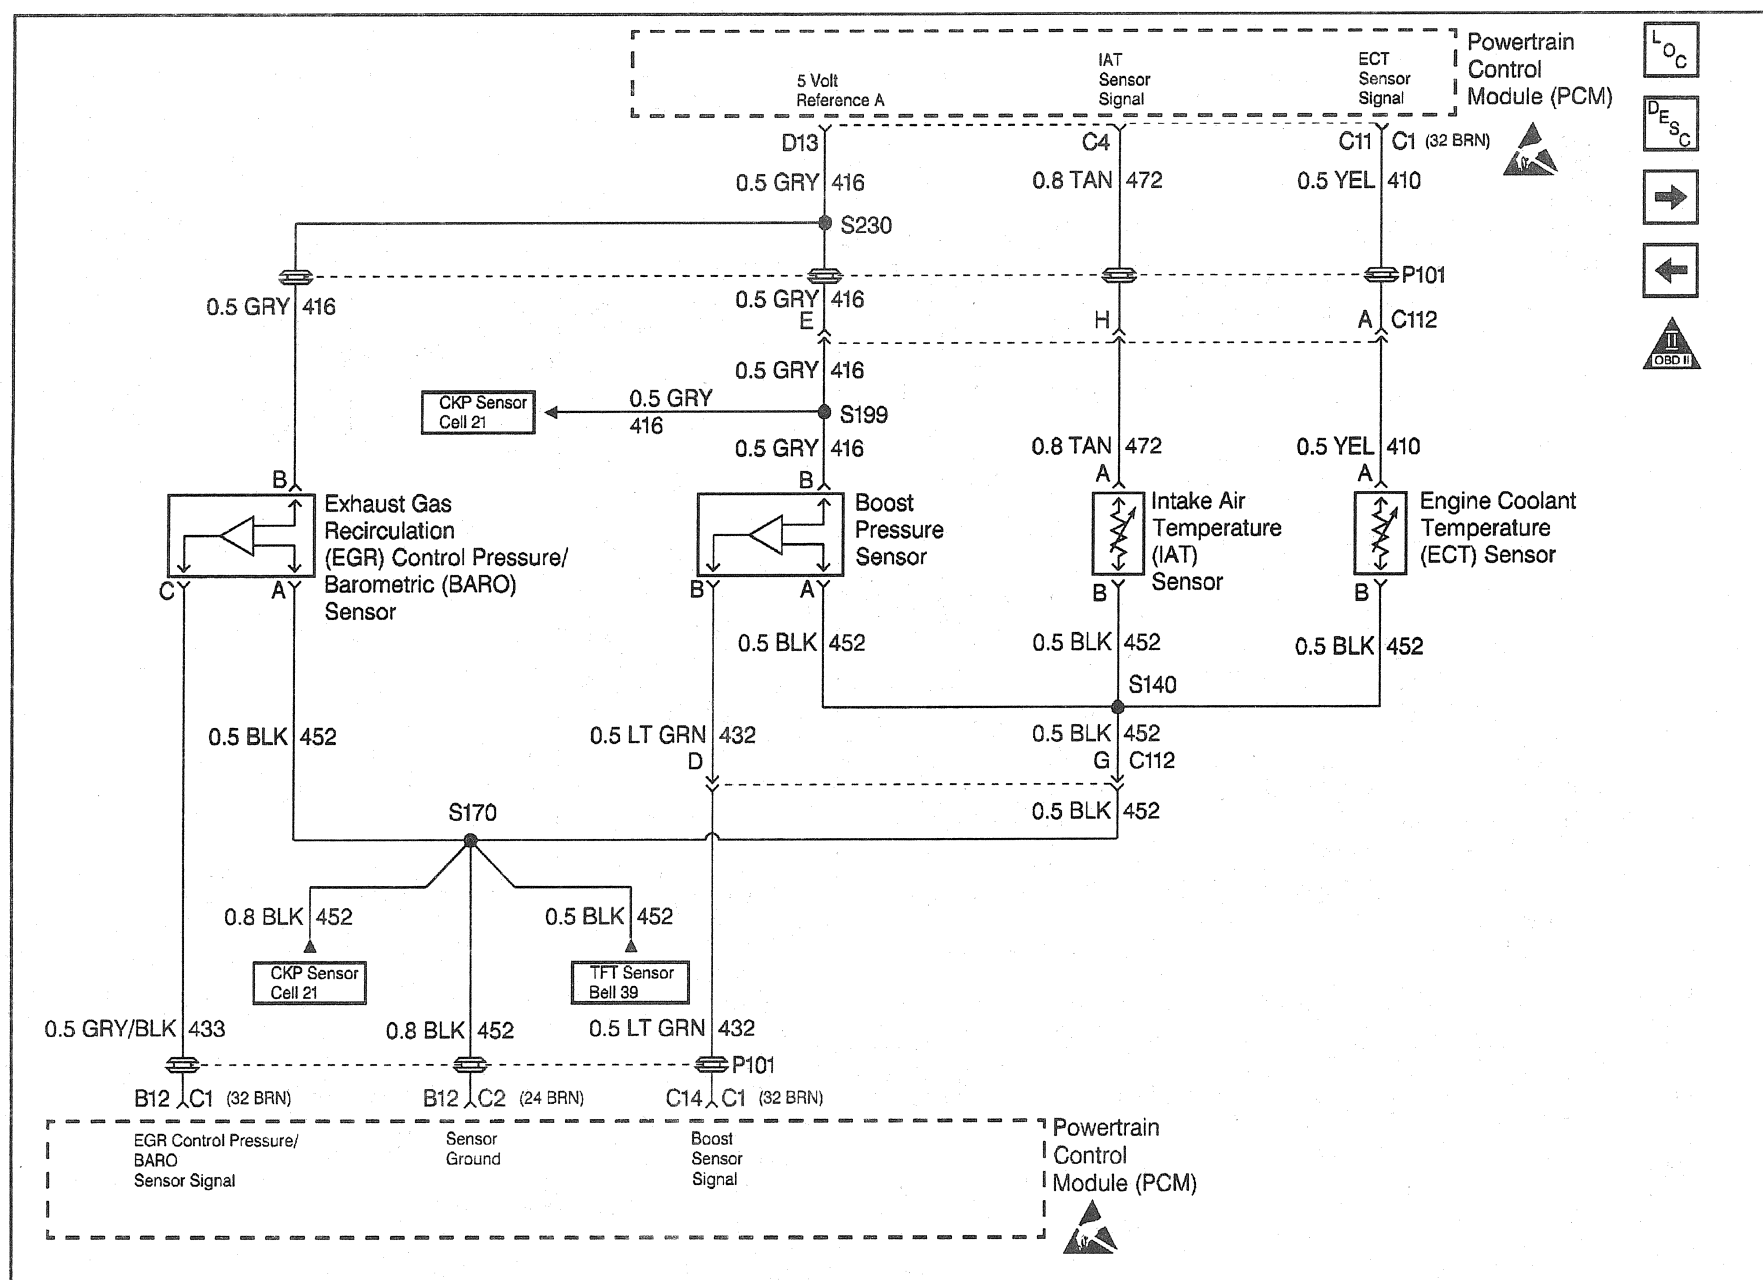 Powertrain
Control
Module (PCM)
LOC
5 Volt
Reference A
IAT
Sensor
Signal
ECT
Sensor
Signal
DESC
D13
C4
C11 C1 (32 BRN)
0.5 GRY 416
0.8 TAN 472
0.5 YEL 410
S230
P101
0.5 GRY 416
0.5 GRY 416
E
H
A C112
II
OBD II
0.5 GRY 416
CKP Sensor
Cell 21
0.5 GRY
416
S199
0.5 GRY 416
0.8 TAN 472
0.5 YEL 410
B
B
A
A
Exhaust Gas
Recirculation
(EGR) Control Pressure/
Barometric (BARO)
Sensor
Boost
Pressure
Sensor
Intake Air
Temperature
(IAT)
Sensor
Engine Coolant
Temperature
(ECT) Sensor
C
A
B
A
B
B
0.5 BLK 452
0.5 BLK 452
0.5 BLK 452
S140
0.5 BLK 452
0.5 LT GRN 432
0.5 BLK 452
D
G C112
S170
0.5 BLK 452
0.8 BLK 452
0.5 BLK 452
CKP Sensor
Cell 21
TFT Sensor
Bell 39
0.5 GRY/BLK 433
0.8 BLK 452
0.5 LT GRN 432
P101
B12 C1 (32 BRN)
B12 C2 (24 BRN)
C14 C1 (32 BRN)
EGR Control Pressure/
BARO
Sensor Signal
Sensor
Ground
Boost
Sensor
Signal
Powertrain
Control
Module (PCM)